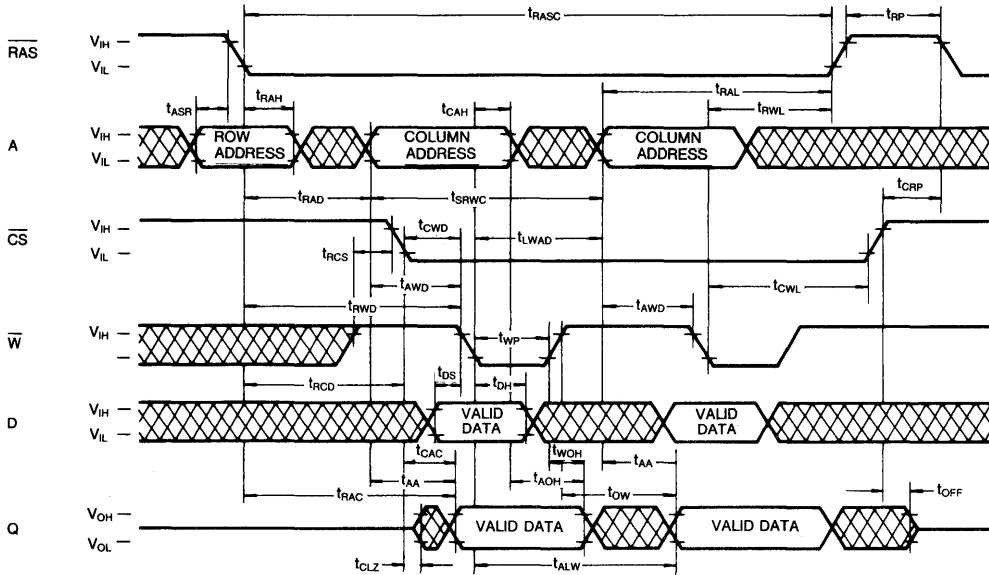 tRASC tRP
RAS VIH
VIL
tASR tRAH tCAH tRAL tRWL
A VIH ROW ADDRESS COLUMN ADDRESS COLUMN ADDRESS
VIL
tRAD tSRWC tCRP
CS VIH
VIL
tCWD tLWAD
tRCS
tAWD tAWD tCWL
tRWD
W VIH
tWP
tRCD tDS tDH
D VIH VALID DATA VALID DATA
VIL
tCAC tWOH tAA
tAA tAOH
tRAC tOW tOFF
Q VOH VALID DATA VALID DATA
VOL
tCLZ tALW